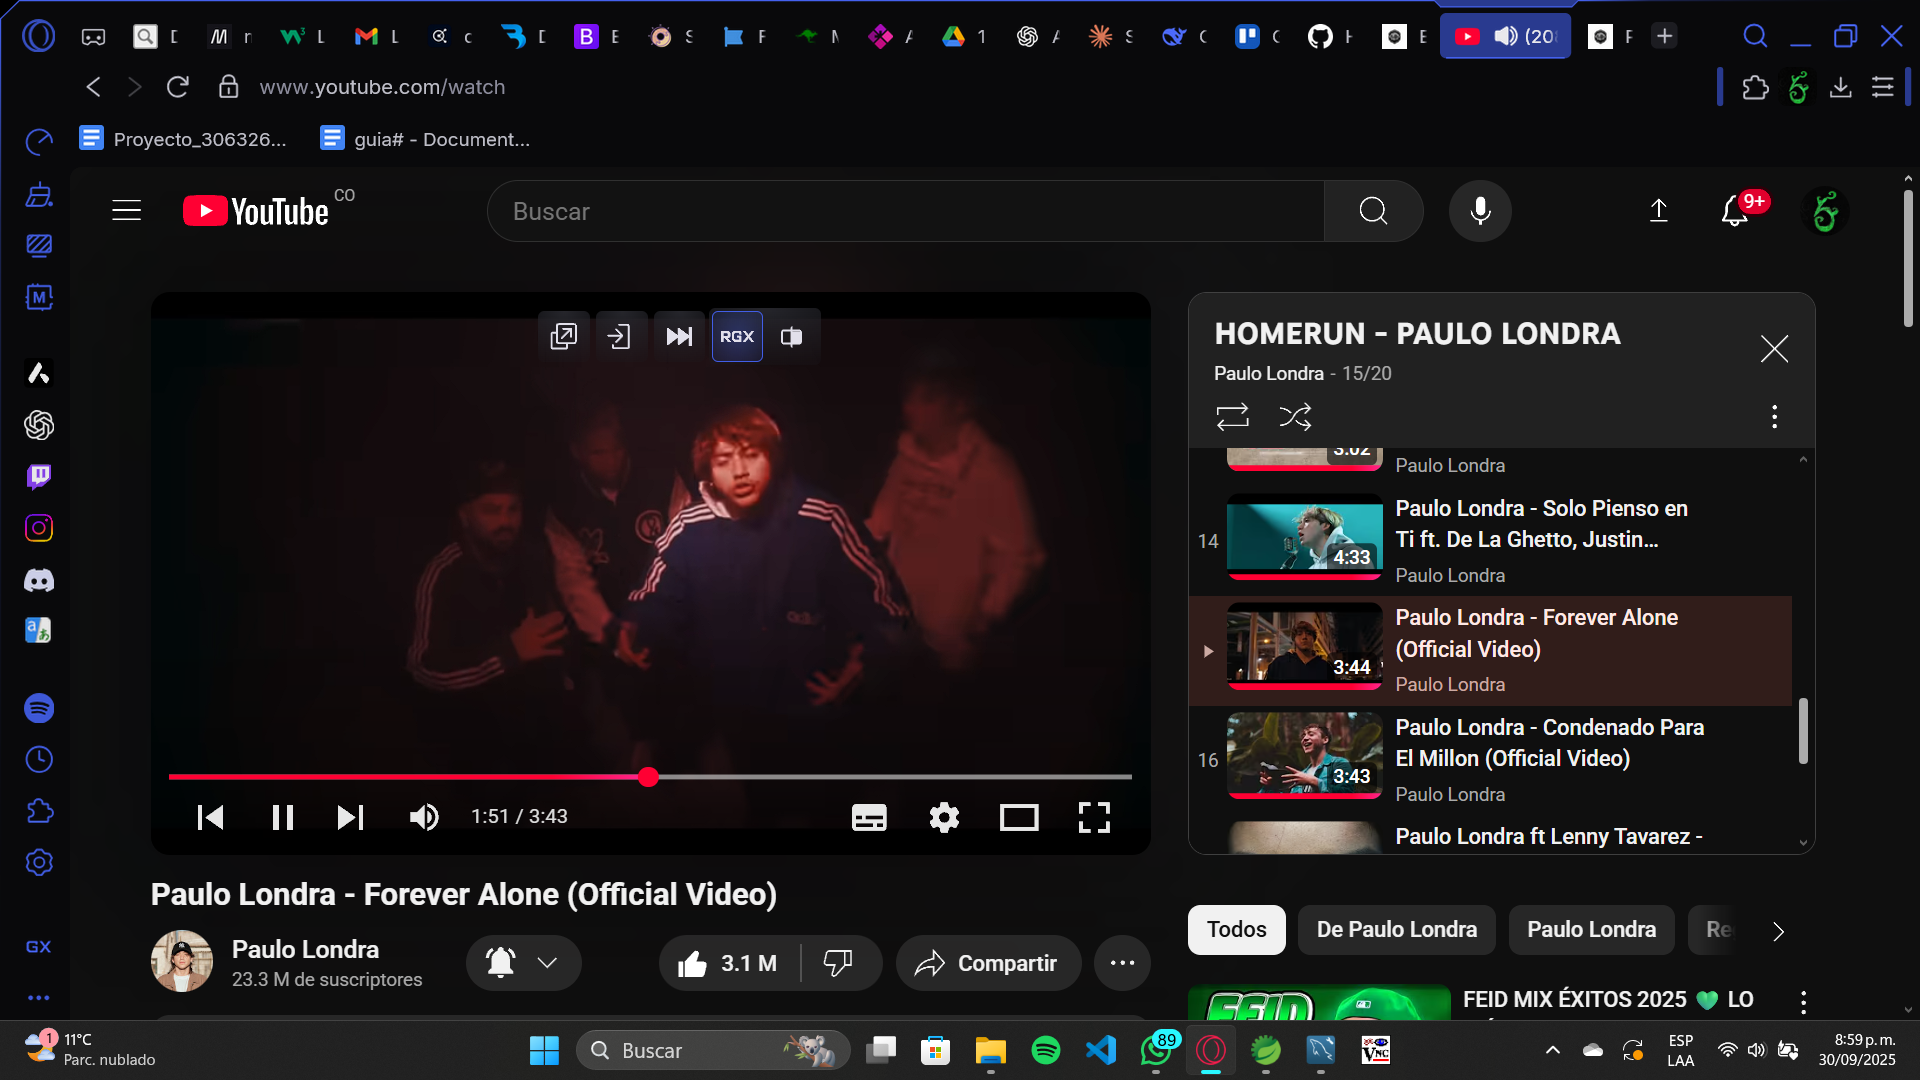 L
L
(20
www.youtube.com/watch
Proyecto_306326...
guia# - Document...
YouTube CO
Buscar
9+
RGX
1:51 / 3:43
HOMERUN - PAULO LONDRA
Paulo Londra - 15/20
3:02
Paulo Londra
14
4:33
Paulo Londra - Solo Pienso en
Ti ft. De La Ghetto, Justin...
Paulo Londra
3:44
Paulo Londra - Forever Alone
(Official Video)
Paulo Londra
16
3:43
Paulo Londra - Condenado Para
El Millon (Official Video)
Paulo Londra
Paulo Londra ft Lenny Tavarez -
Paulo Londra - Forever Alone (Official Video)
Paulo Londra
23.3 M de suscriptores
3.1 M
Compartir
Todos
De Paulo Londra
Paulo Londra
Re
FEID
FEID MIX ÉXITOS 2025 💚 LO
GX
1
11°C
Parc. nublado
Buscar
89
VNC
ESP
LAA
8:59 p. m.
30/09/2025